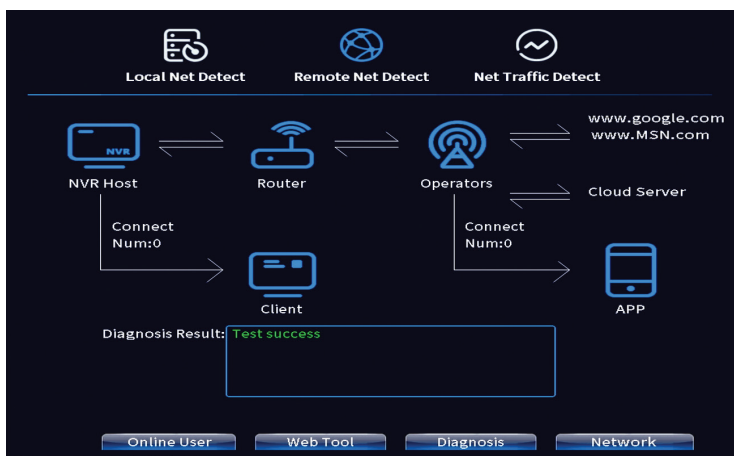 Local Net Detect
Remote Net Detect
Net Traffic Detect
www.google.com
www.MSN.com
NVR
NVR Host
Router
Operators
Cloud Server
Connect
Num:0
Connect
Num:0
Client
APP
Diagnosis Result:
Test success
Online User
Web Tool
Diagnosis
Network